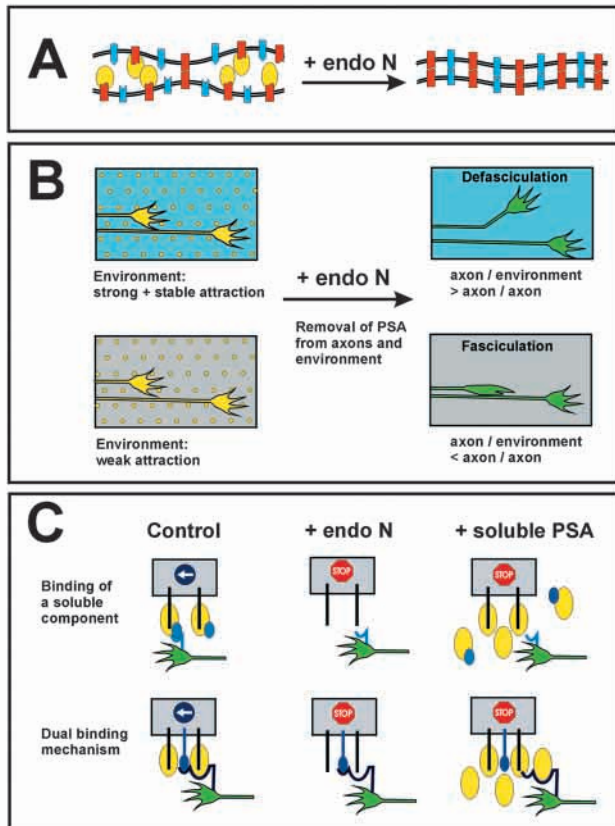 A
+ endo N
B
Environment:
strong + stable attraction
+ endo N
Removal of PSA
from axons and
environment
Defasciculation
axon / environment
> axon / axon
Environment:
weak attraction
Fasciculation
axon / environment
< axon / axon
C
Control
+ endo N
+ soluble PSA
Binding of
a soluble
component
STOP
STOP
Dual binding
mechanism
STOP
STOP